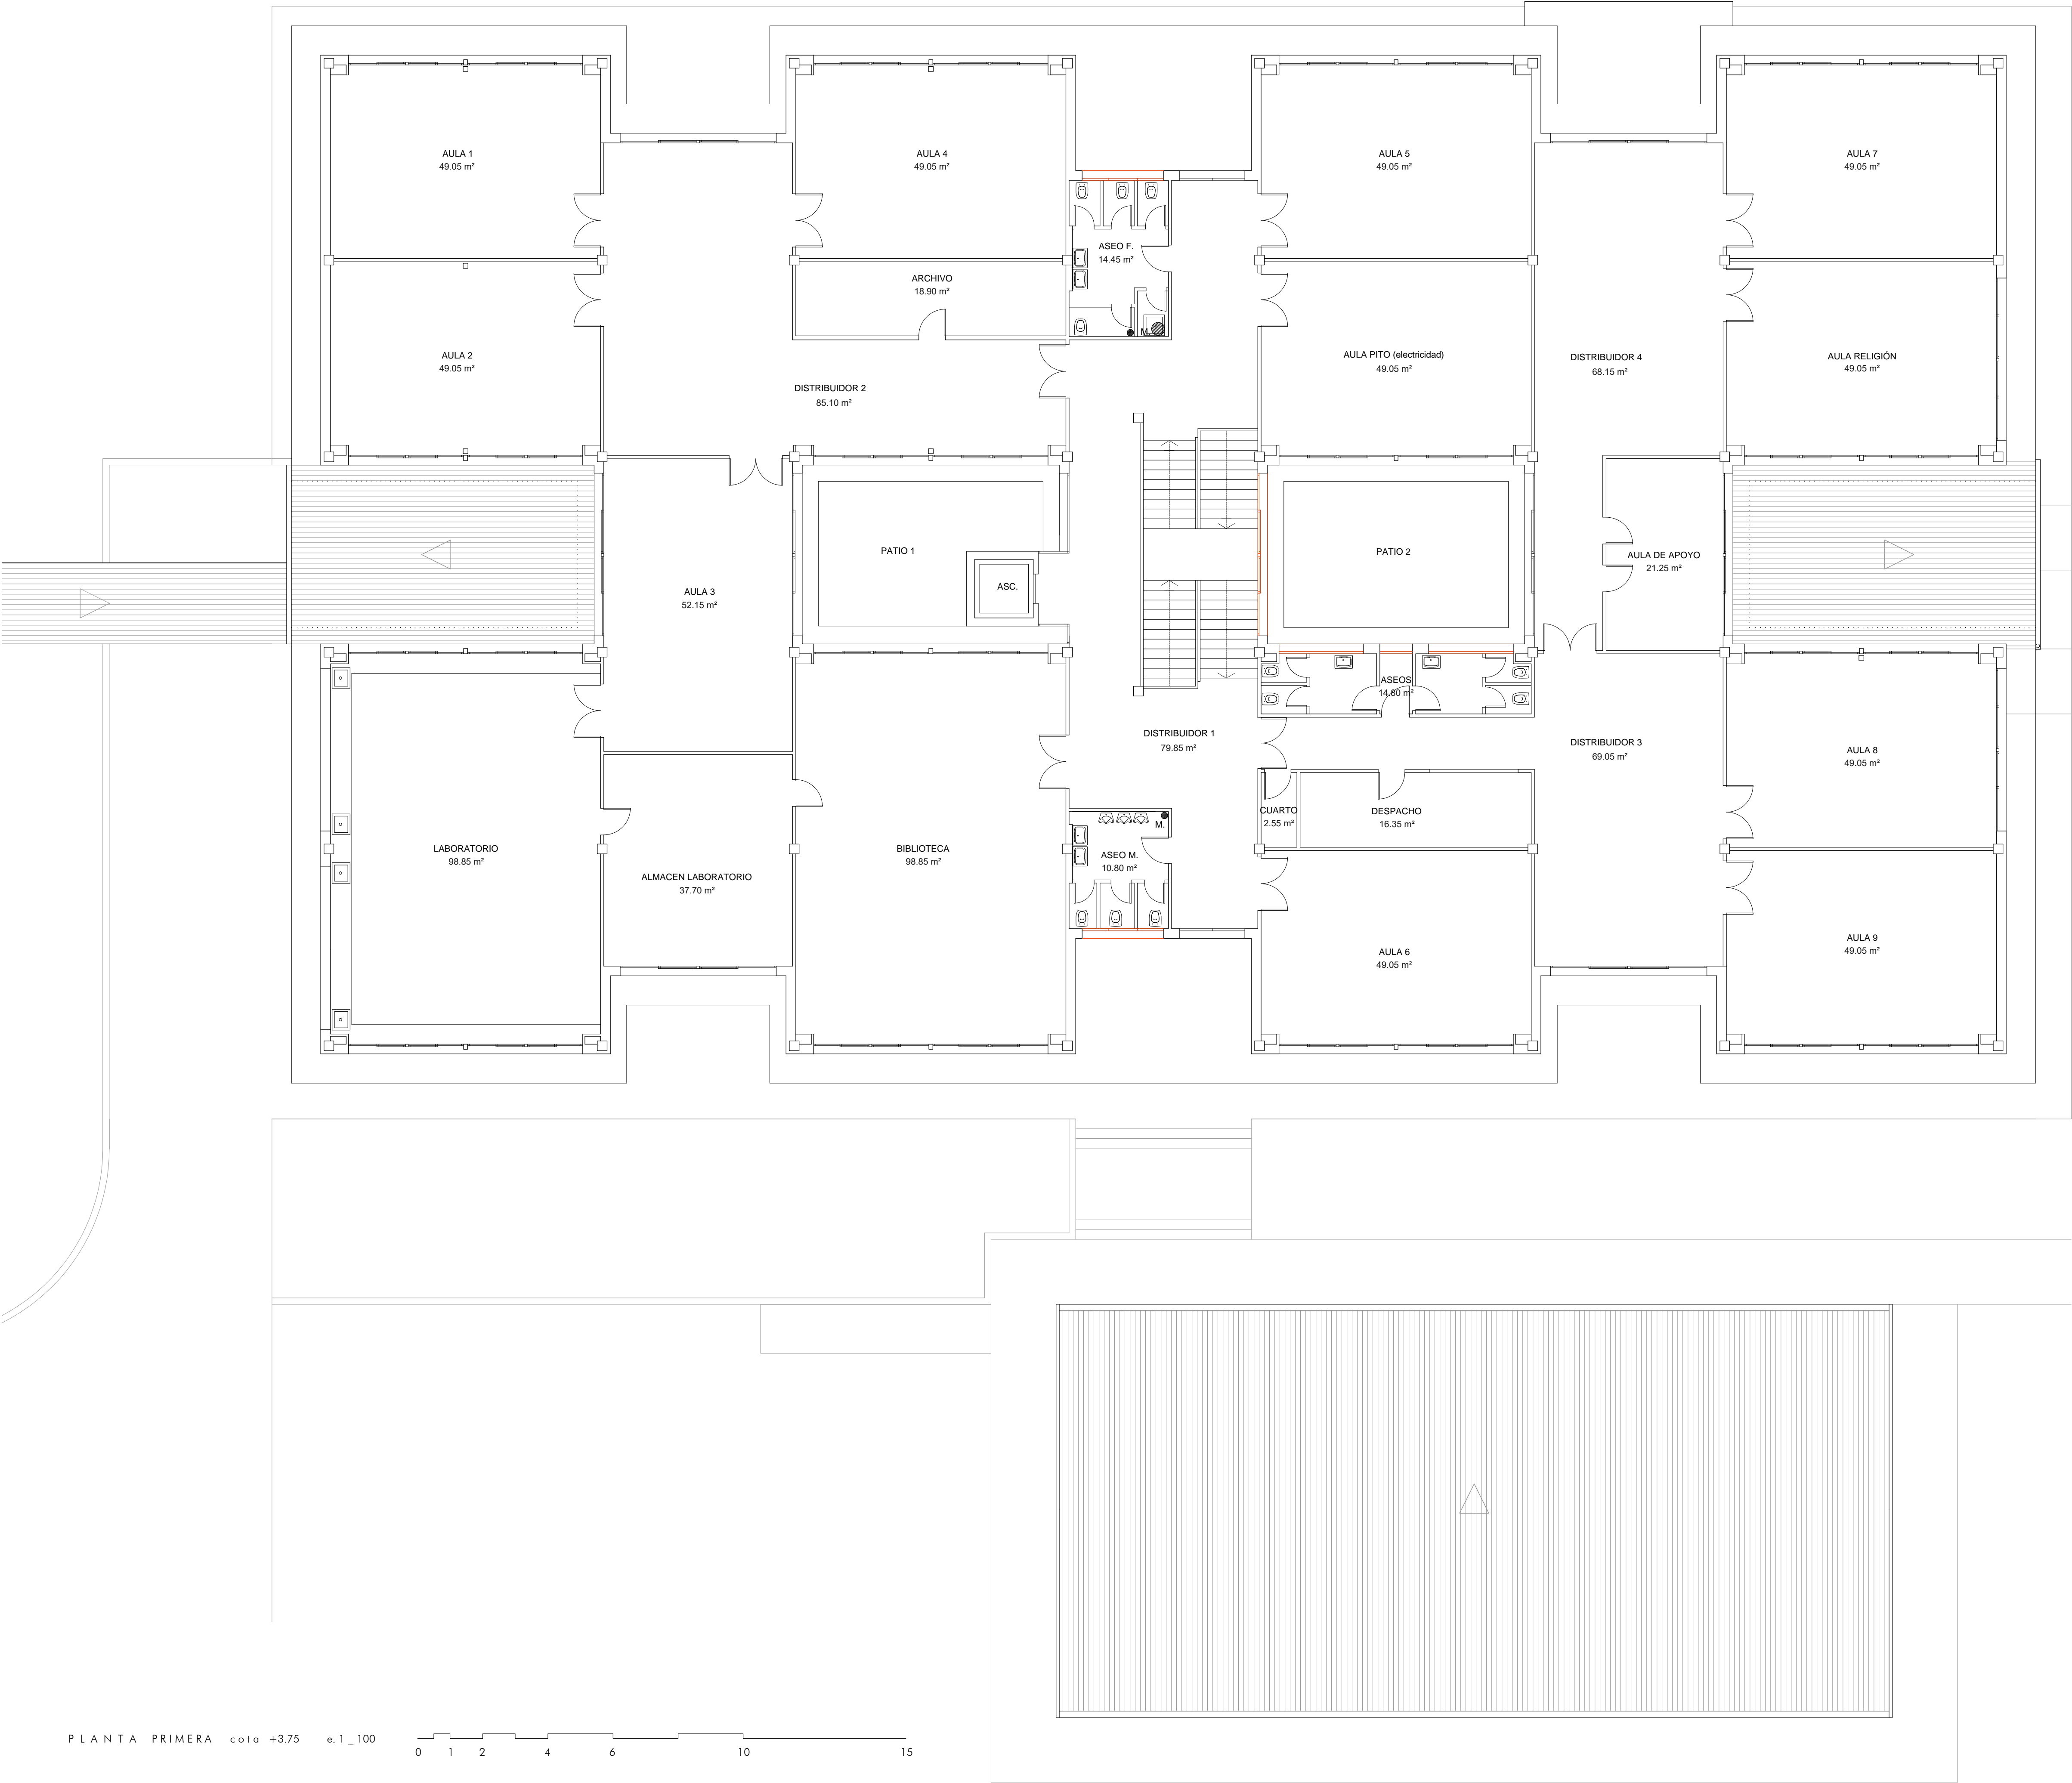 AULA 1
49.05 m²
AULA 4
49.05 m²
AULA 5
49.05 m²
AULA 7
49.05 m²
ASEO F.
14.45 m²
ARCHIVO
18.90 m²
M.
AULA 2
49.05 m²
DISTRIBUIDOR 2
85.10 m²
AULA PITO (electricidad)
49.05 m²
DISTRIBUIDOR 4
68.15 m²
AULA RELIGIÓN
49.05 m²
PATIO 1
ASC.
PATIO 2
AULA DE APOYO
21.25 m²
AULA 3
52.15 m²
ASEOS
14.80 m²
DISTRIBUIDOR 1
79.85 m²
DISTRIBUIDOR 3
69.05 m²
AULA 8
49.05 m²
CUARTO
2.55 m²
DESPACHO
16.35 m²
M.
LABORATORIO
98.85 m²
BIBLIOTECA
98.85 m²
ASEO M.
10.80 m²
ALMACEN LABORATORIO
37.70 m²
AULA 6
49.05 m²
AULA 9
49.05 m²
PLANTA PRIMERA cota +3.75 e. 1_100
0 1 2 4 6 10 15